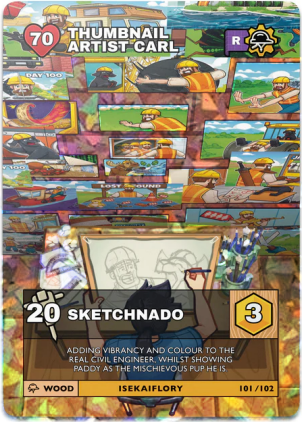 70
THUMBNAIL
ARTIST CARL
R
DAY 100
LOST FOUND
20 SKETCHNADO
3
ADDING VIBRANCY AND COLOUR TO THE
REAL CIVIL ENGINEER, WHILST SHOWING
PADDY AS THE MISCHIEVOUS PUP HE IS
WOOD
ISEKAIFLORY
101/102